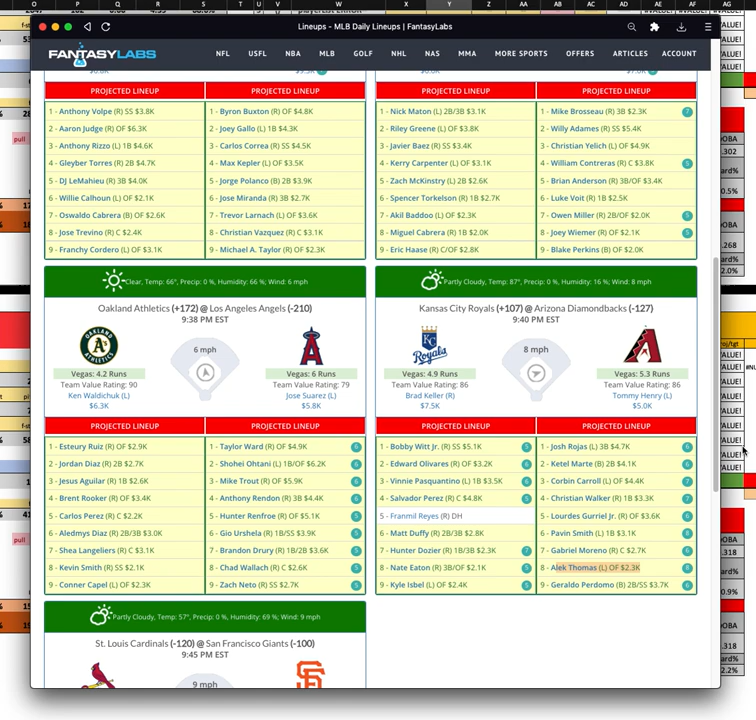 Lineups - MLB Daily Lineups | FantasyLabs
FANTASYLABS
NFL USFL NBA MLB GOLF NHL NAS MMA MORE SPORTS OFFERS ARTICLES ACCOUNT
PROJECTED LINEUP PROJECTED LINEUP
1 - Anthony Volpe (R) SS $3.8K
2 - Aaron Judge (R) OF $6.3K
3 - Anthony Rizzo (L) 1B $4.6K
4 - Gleyber Torres (R) 2B $4.7K
5 - DJ LeMahieu (R) 3B $4.0K
6 - Willie Calhoun (L) OF $2.1K
7 - Oswaldo Cabrera (B) OF $2.6K
8 - Jose Trevino (R) C $2.4K
9 - Franchy Cordero (L) OF $3.1K
1 - Byron Buxton (R) OF $4.8K
2 - Joey Gallo (L) 1B $4.3K
3 - Carlos Correa (R) SS $4.5K
4 - Max Kepler (L) OF $3.5K
5 - Jorge Polanco (B) 2B $3.9K
6 - Jose Miranda (R) 3B $2.7K
7 - Trevor Larnach (L) OF $3.6K
8 - Christian Vazquez (R) C $3.1K
9 - Michael A. Taylor (R) OF $2.3K
PROJECTED LINEUP PROJECTED LINEUP
1 - Nick Maton (L) 2B/3B $3.1K
2 - Riley Greene (L) OF $3.8K
3 - Javier Baez (R) SS $3.4K
4 - Kerry Carpenter (L) OF $3.1K
5 - Zach McKinstry (L) 2B $2.6K
6 - Spencer Torkelson (R) 1B $2.7K
7 - Akil Baddoo (L) OF $2.3K
8 - Miguel Cabrera (R) 1B $2.0K
9 - Eric Haase (R) C/OF $2.8K
1 - Mike Brosseau (R) 3B $2.3K 7
2 - Willy Adames (R) SS $5.4K
3 - Christian Yelich (L) OF $4.9K
4 - William Contreras (R) C $3.8K 5
5 - Brian Anderson (R) 3B/OF $3.4K
6 - Luke Voit (R) 1B $2.5K
7 - Owen Miller (R) 2B/OF $2.0K 5
8 - Joey Wiemer (R) OF $2.1K 5
9 - Blake Perkins (B) OF $2.0K
Clear, Temp: 66°, Precip: 0 %, Humidity: 66 %; Wind: 6 mph
Oakland Athletics (+172) @ Los Angeles Angels (-210)
9:38 PM EST
6 mph
Vegas: 4.2 Runs
Team Value Rating: 90
Ken Waldichuk (L)
$6.3K
Vegas: 6 Runs
Team Value Rating: 79
Jose Suarez (L)
$5.8K
PROJECTED LINEUP PROJECTED LINEUP
1 - Esteury Ruiz (R) OF $2.9K
2 - Jordan Diaz (R) 2B $2.7K
3 - Jesus Aguilar (R) 1B $2.6K
4 - Brent Rooker (R) OF $3.4K
5 - Carlos Perez (R) C $2.2K
6 - Aledmys Diaz (R) 2B/3B $3.0K
7 - Shea Langeliers (R) C $3.1K
8 - Kevin Smith (R) SS $2.1K
9 - Conner Capel (L) OF $2.3K
1 - Taylor Ward (R) OF $4.9K
2 - Shohei Ohtani (L) 1B/OF $6.2K
3 - Mike Trout (R) OF $5.9K
4 - Anthony Rendon (R) 3B $4.4K
5 - Hunter Renfroe (R) OF $5.1K
6 - Gio Urshela (R) 1B/SS $3.9K
7 - Brandon Drury (R) 1B/2B $3.6K
8 - Chad Wallach (R) C $2.6K
9 - Zach Neto (R) SS $2.7K
Partly Cloudy, Temp: 87°, Precip: 0 %, Humidity: 16 %; Wind: 8 mph
Kansas City Royals (+107) @ Arizona Diamondbacks (-127)
9:40 PM EST
8 mph
Vegas: 4.9 Runs
Team Value Rating: 86
Brad Keller (R)
$7.5K
Vegas: 5.3 Runs
Team Value Rating: 86
Tommy Henry (L)
$5.0K
PROJECTED LINEUP PROJECTED LINEUP
1 - Bobby Witt Jr. (R) SS $5.1K
2 - Edward Olivares (R) OF $3.2K
3 - Vinnie Pasquantino (L) 1B $3.5K
4 - Salvador Perez (R) C $4.8K
5 - Franmil Reyes (R) DH
6 - Matt Duffy (R) 2B/3B $2.8K
7 - Hunter Dozier (R) 1B/3B $2.3K
8 - Nate Eaton (R) 3B/OF $2.1K
9 - Kyle Isbel (L) OF $2.4K
1 - Josh Rojas (L) 3B $4.7K
2 - Ketel Marte (B) 2B $4.1K
3 - Corbin Carroll (L) OF $4.4K
4 - Christian Walker (R) 1B $3.3K
5 - Lourdes Gurriel Jr. (R) OF $3.6K
6 - Pavin Smith (L) 1B $3.1K
7 - Gabriel Moreno (R) C $2.7K
8 - Alek Thomas (L) OF $2.3K
9 - Geraldo Perdomo (B) 2B/SS $3.7K
Partly Cloudy, Temp: 57°, Precip: 0 %, Humidity: 69 %; Wind: 9 mph
St. Louis Cardinals (-120) @ San Francisco Giants (-100)
9:45 PM EST
9 mph